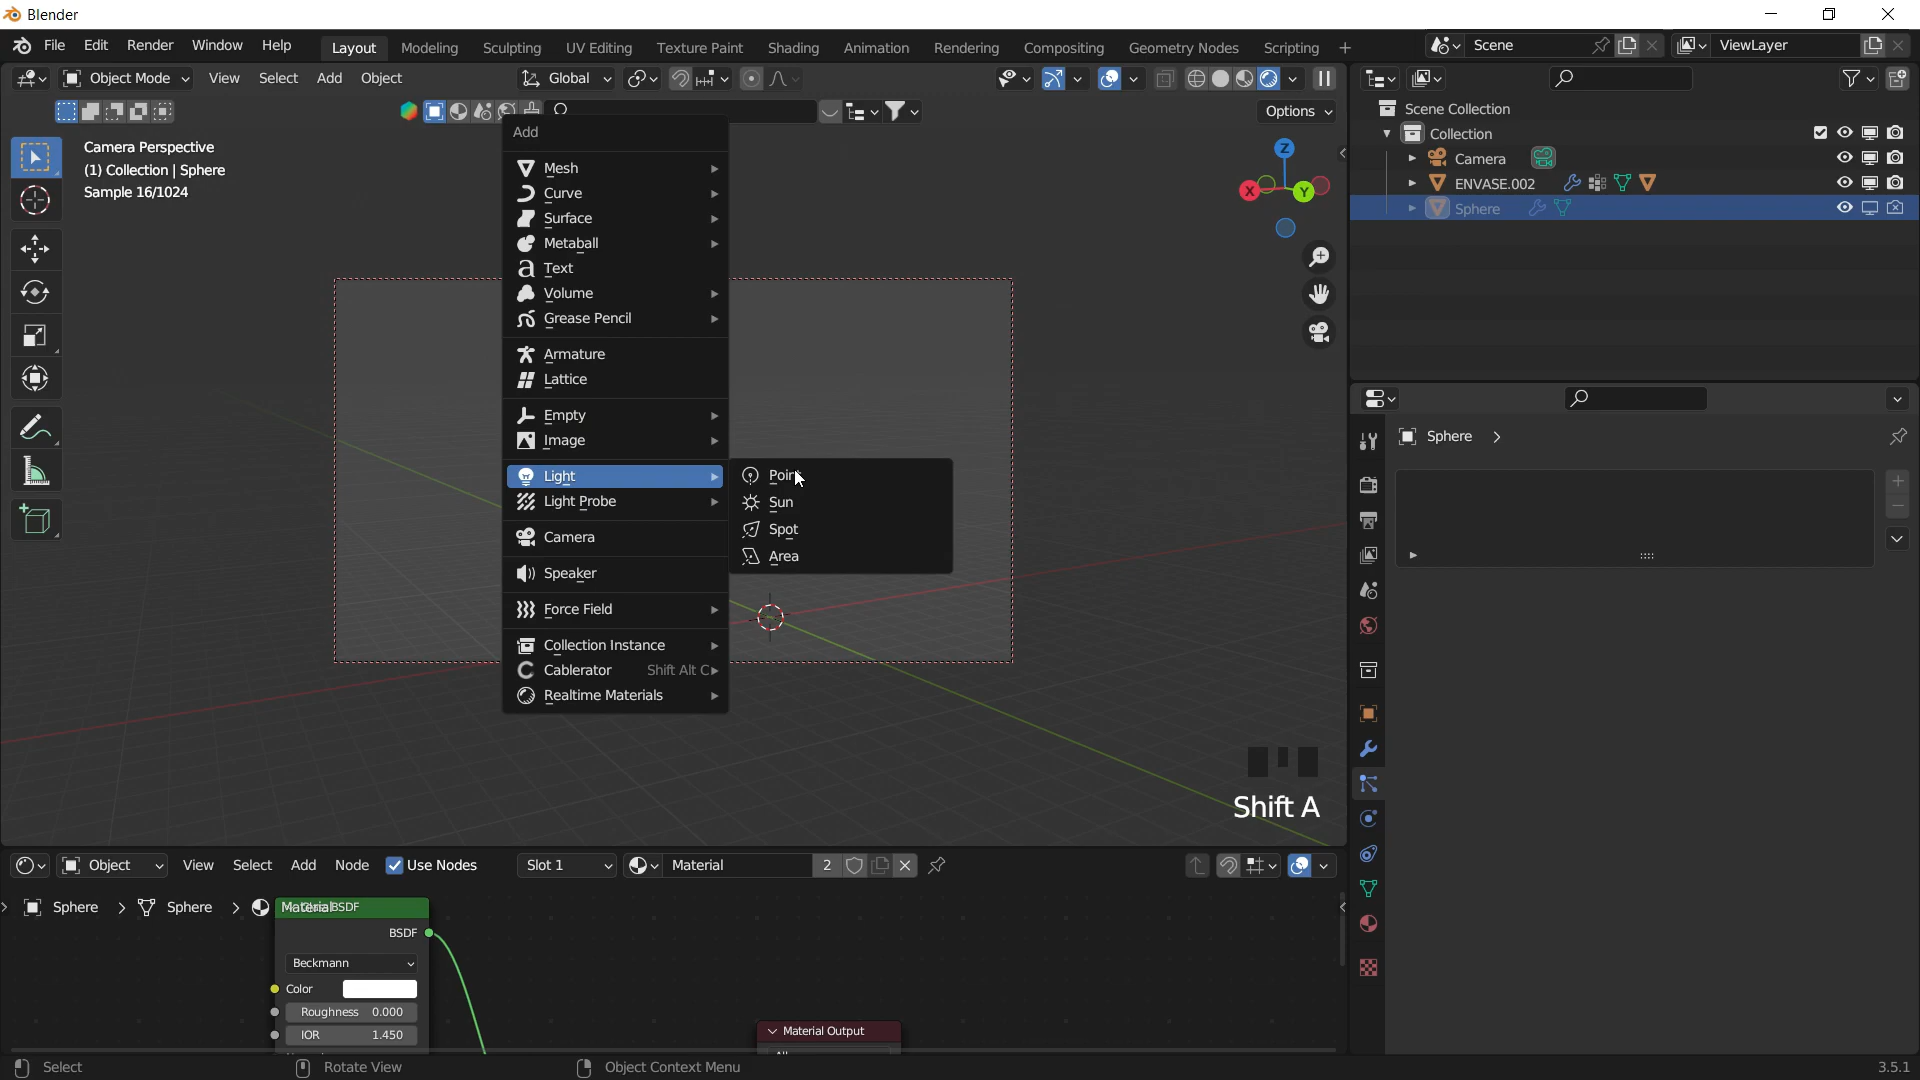 Blender
File Edit Render Window Help
Layout Modeling Sculpting UV Editing Texture Paint Shading Animation Rendering Compositing Geometry Nodes Scripting +
Scene
ViewLayer
Object Mode View Select Add Object
Global
Options
Camera Perspective
(1) Collection | Sphere
Sample 16/1024
Add
Mesh
Curve
Surface
Metaball
Text
Volume
Grease Pencil
Armature
Lattice
Empty
Image
Light
Light Probe
Camera
Speaker
Force Field
Collection Instance
Cablerator Shift Alt C
Realtime Materials
Point
Sun
Spot
Area
Z
X
Y
Shift A
Scene Collection
Collection
Camera
ENVASE.002
Sphere
Sphere
Object View Select Add Node Use Nodes Slot 1 Material 2
Sphere > Sphere > Material
BSDF
BSDF
Beckmann
Color
Roughness 0.000
IOR 1.450
Material Output
Select Rotate View Object Context Menu 3.5.1